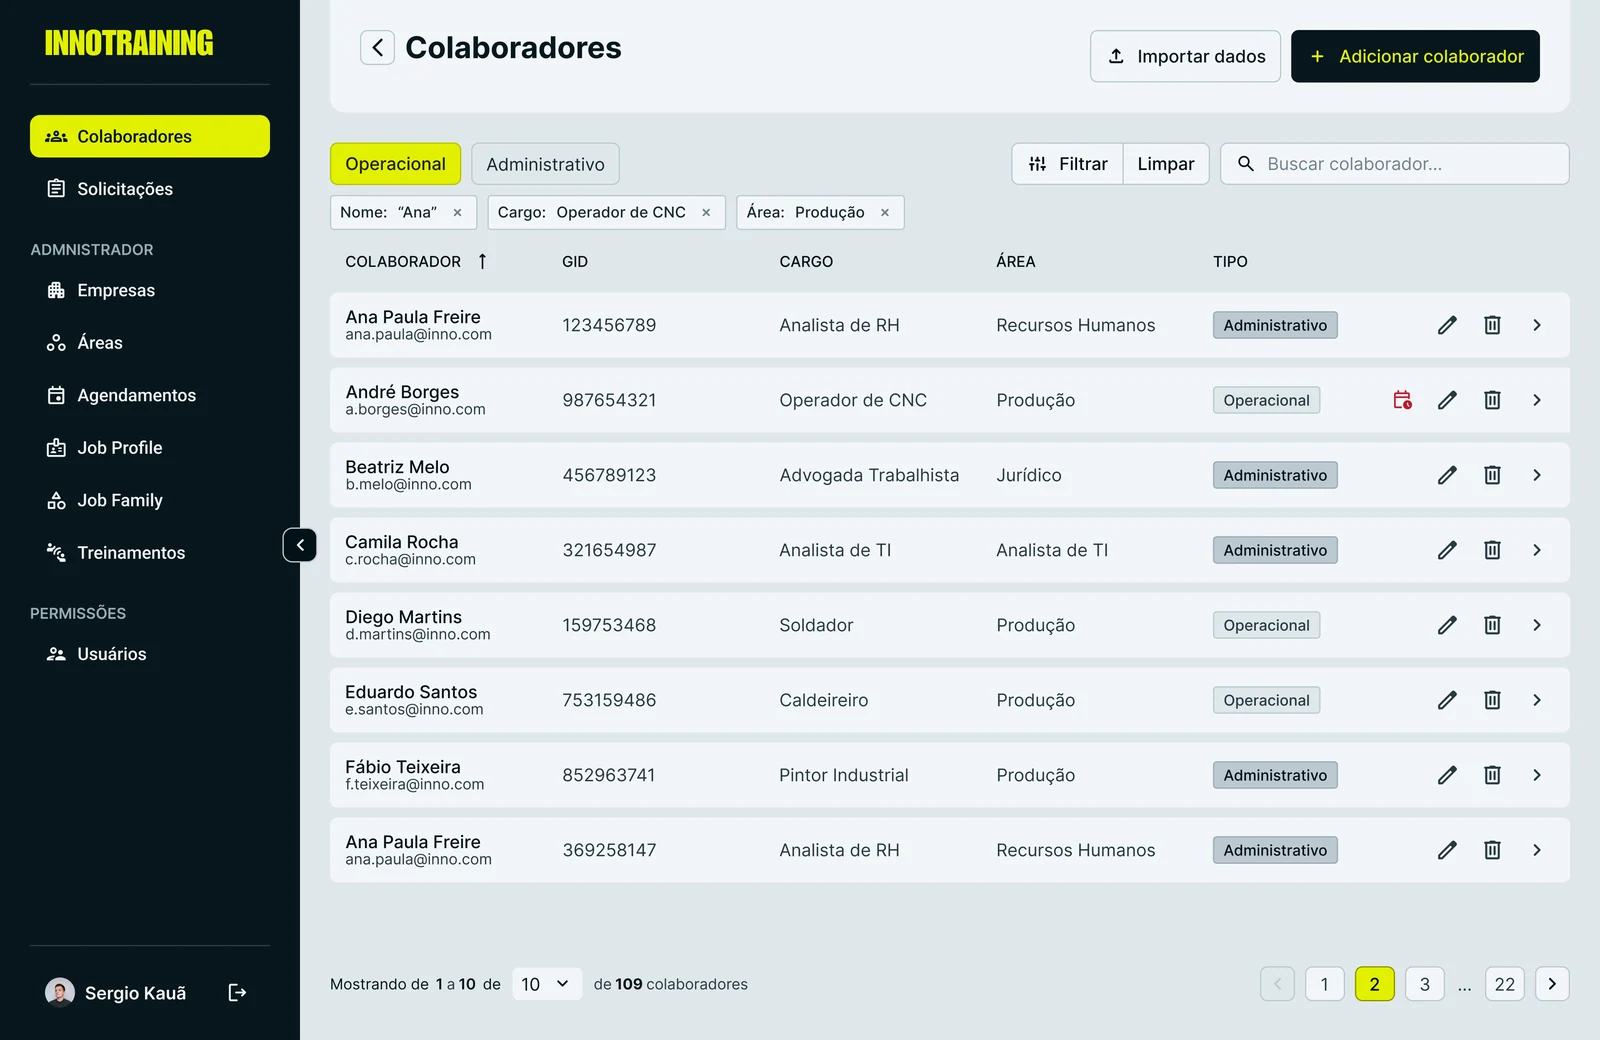 INNOTRAINING
Colaboradores
Solicitações
ADMNISTRADOR
Empresas
Áreas
Agendamentos
Job Profile
Job Family
Treinamentos
PERMISSÕES
Usuários
Sergio Kauã
Colaboradores
Importar dados
+ Adicionar colaborador
Operacional Administrativo
Filtrar Limpar Buscar colaborador...
Nome: “Ana” × Cargo: Operador de CNC × Área: Produção ×
COLABORADOR ↑ GID CARGO ÁREA TIPO
Ana Paula Freire
ana.paula@inno.com
123456789 Analista de RH Recursos Humanos Administrativo
André Borges
a.borges@inno.com
987654321 Operador de CNC Produção Operacional
Beatriz Melo
b.melo@inno.com
456789123 Advogada Trabalhista Jurídico Administrativo
Camila Rocha
c.rocha@inno.com
321654987 Analista de TI Analista de TI Administrativo
Diego Martins
d.martins@inno.com
159753468 Soldador Produção Operacional
Eduardo Santos
e.santos@inno.com
753159486 Caldeireiro Produção Operacional
Fábio Teixeira
f.teixeira@inno.com
852963741 Pintor Industrial Produção Administrativo
Ana Paula Freire
ana.paula@inno.com
369258147 Analista de RH Recursos Humanos Administrativo
Mostrando de 1 a 10 de 10 de 109 colaboradores
1 2 3 ... 22